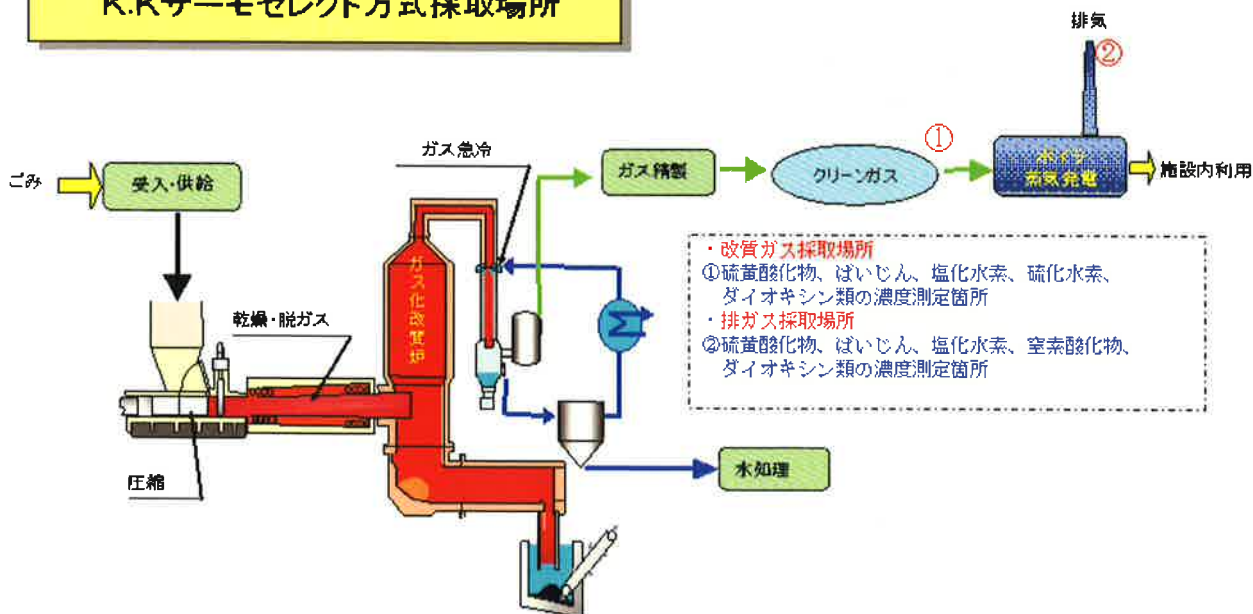 K.Kサーモセレクト方式採取場所
排気
②
ガス急冷
①
ごみ
受入・供給
ガス精製
クリーンガス
ボイラ
蒸気発電
施設内利用
・改質ガス採取場所
①硫黄酸化物、ばいじん、塩化水素、硫化水素、
ダイオキシン類の濃度測定箇所
・排ガス採取場所
②硫黄酸化物、ばいじん、塩化水素、窒素酸化物、
ダイオキシン類の濃度測定箇所
ガス化改質炉
乾燥・脱ガス
圧縮
水処理